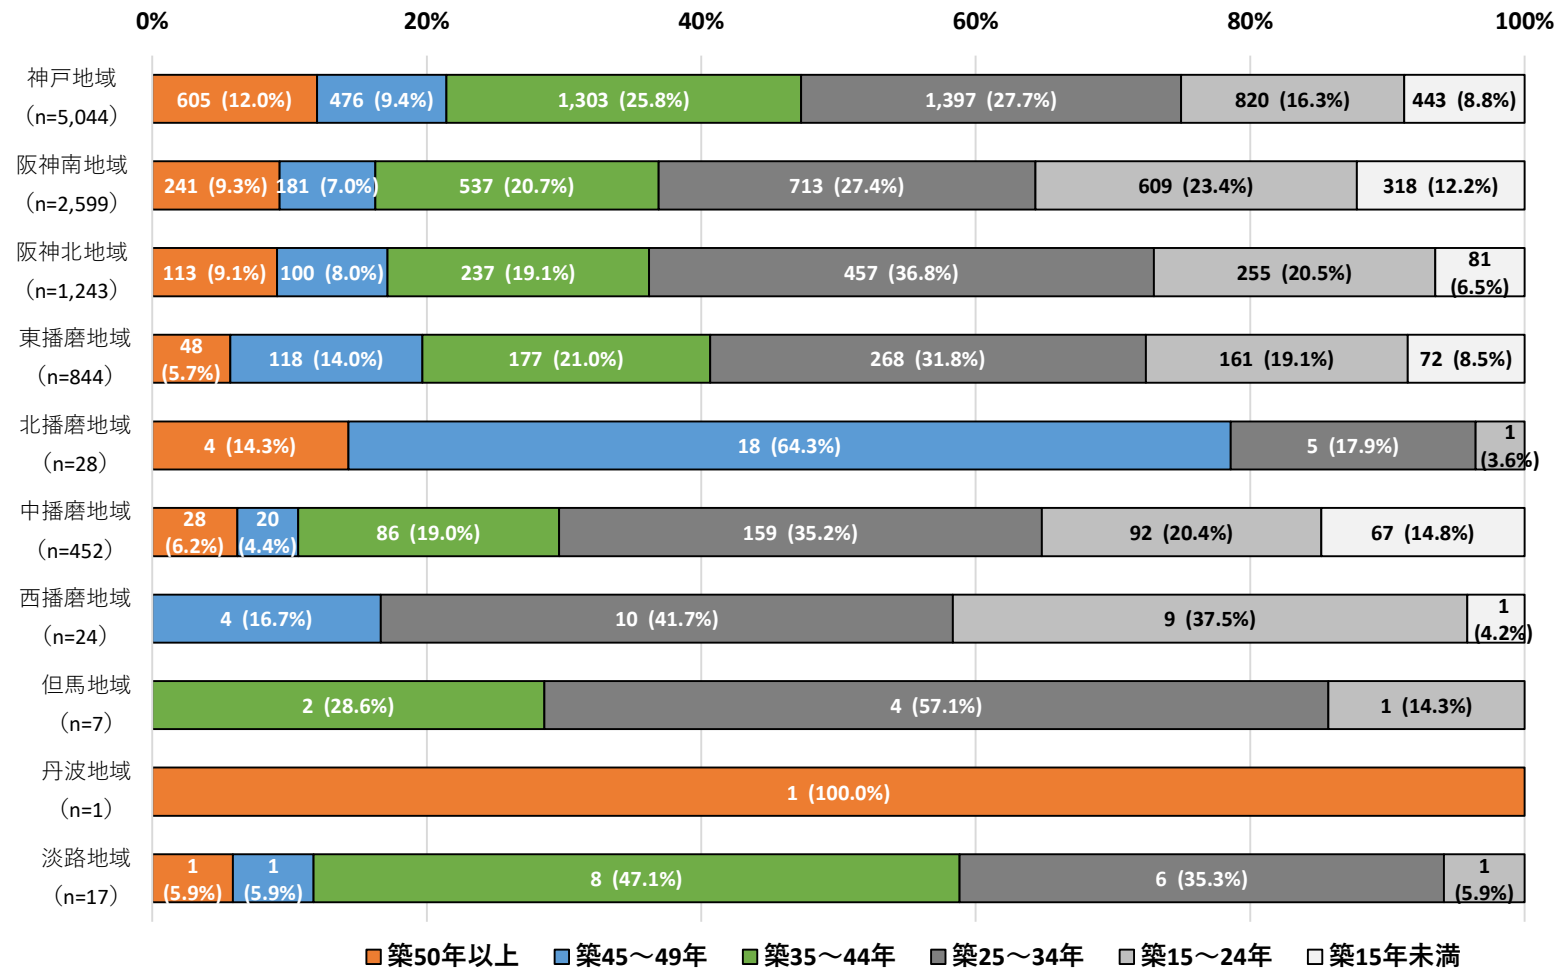 0% 20% 40% 60% 80% 100%
神戸地域
（n=5,044）
605 (12.0%) 476 (9.4%) 1,303 (25.8%) 1,397 (27.7%) 820 (16.3%) 443 (8.8%)
阪神南地域
（n=2,599）
241 (9.3%) 181 (7.0%) 537 (20.7%) 713 (27.4%) 609 (23.4%) 318 (12.2%)
阪神北地域
（n=1,243）
113 (9.1%) 100 (8.0%) 237 (19.1%) 457 (36.8%) 255 (20.5%) 81
(6.5%)
東播磨地域
（n=844）
48
(5.7%)
118 (14.0%) 177 (21.0%) 268 (31.8%) 161 (19.1%) 72 (8.5%)
北播磨地域
（n=28）
4 (14.3%) 18 (64.3%) 5 (17.9%) 1
(3.6%)
中播磨地域
（n=452）
28
(6.2%)
20
(4.4%)
86 (19.0%) 159 (35.2%) 92 (20.4%) 67 (14.8%)
西播磨地域
（n=24）
4 (16.7%) 10 (41.7%) 9 (37.5%) 1
(4.2%)
但馬地域
（n=7）
2 (28.6%) 4 (57.1%) 1 (14.3%)
丹波地域
（n=1）
1 (100.0%)
淡路地域
（n=17）
1
(5.9%)
1
(5.9%)
8 (47.1%) 6 (35.3%) 1
(5.9%)
築50年以上 築45～49年 築35～44年 築25～34年 築15～24年 築15年未満